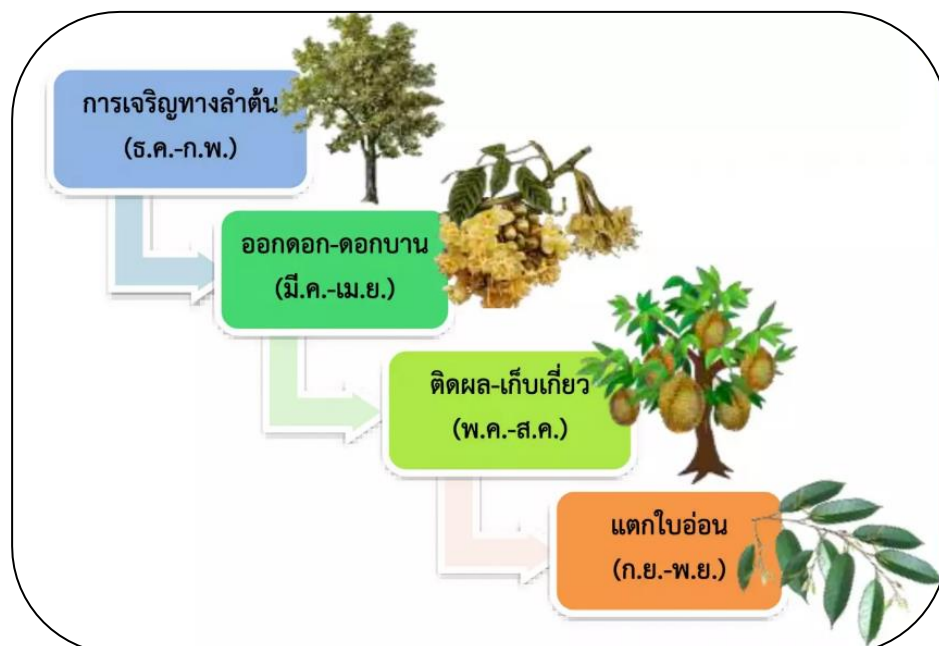 การเจริญทางลำต้น
(ธ.ค.-ก.พ.)
ออกดอก-ดอกบาน
(มี.ค.-เม.ย.)
ติดผล-เก็บเกี่ยว
(พ.ค.-ส.ค.)
แตกใบอ่อน
(ก.ย.-พ.ย.)